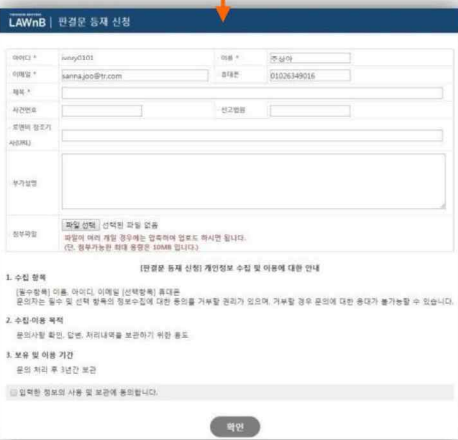 LAWnB | 판결문 등재 신청
아이디 *
이름 *
주상아
이메일 *
sanna.joo@tr.com
휴대폰
01026349016
제목 *
사건번호
선고법원
로앤비 참조기
사(URL)
부가설명
첨부파일
파일 선택 선택된 파일 없음
파일이 여러 개일 경우에는 압축하여 업로드 하시면 됩니다.
(단, 첨부가능한 최대 용량은 10MB 입니다.)
[판결문 등재 신청] 개인정보 수집 및 이용에 대한 안내
1. 수집 항목
[필수항목] 이름, 아이디, 이메일 [선택항목] 휴대폰
문의자는 필수 및 선택 항목의 정보수집에 대한 동의를 거부할 권리가 있으며, 거부할 경우 문의에 대한 응대가 불가능할 수 있습니다.
2. 수집·이용 목적
문의사항 확인, 답변, 처리내역을 보관하기 위한 용도
3. 보유 및 이용 기간
문의 처리 후 3년간 보관
입력한 정보의 사용 및 보관에 동의합니다.
확인